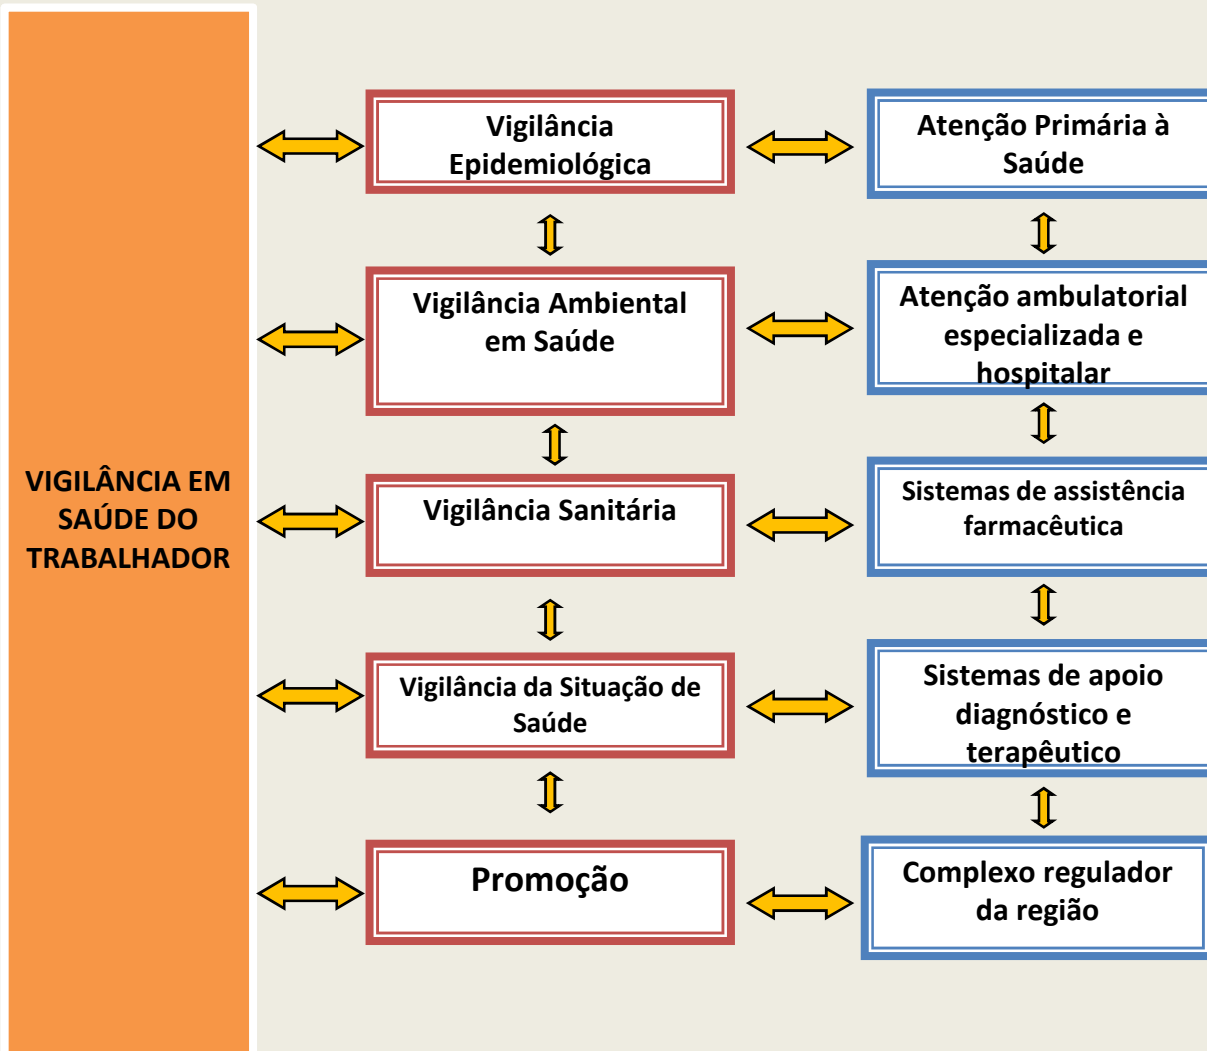 VIGILÂNCIA EM
SAÚDE DO
TRABALHADOR
Vigilância
Epidemiológica
Vigilância Ambiental
em Saúde
Vigilância Sanitária
Vigilância da Situação de
Saúde
Promoção
Atenção Primária à
Saúde
Atenção ambulatorial
especializada e
hospitalar
Sistemas de assistência
farmacêutica
Sistemas de apoio
diagnóstico e
terapêutico
Complexo regulador
da região